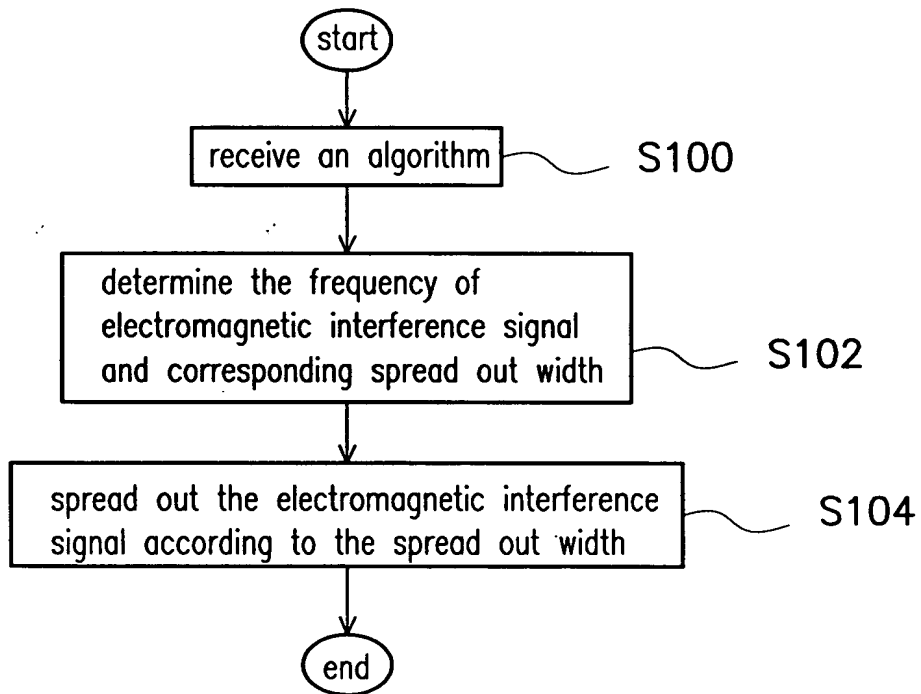 start
receive an algorithm
S100
determine the frequency of
electromagnetic interference signal
and corresponding spread out width
S102
spread out the electromagnetic interference
signal according to the spread out width
S104
end